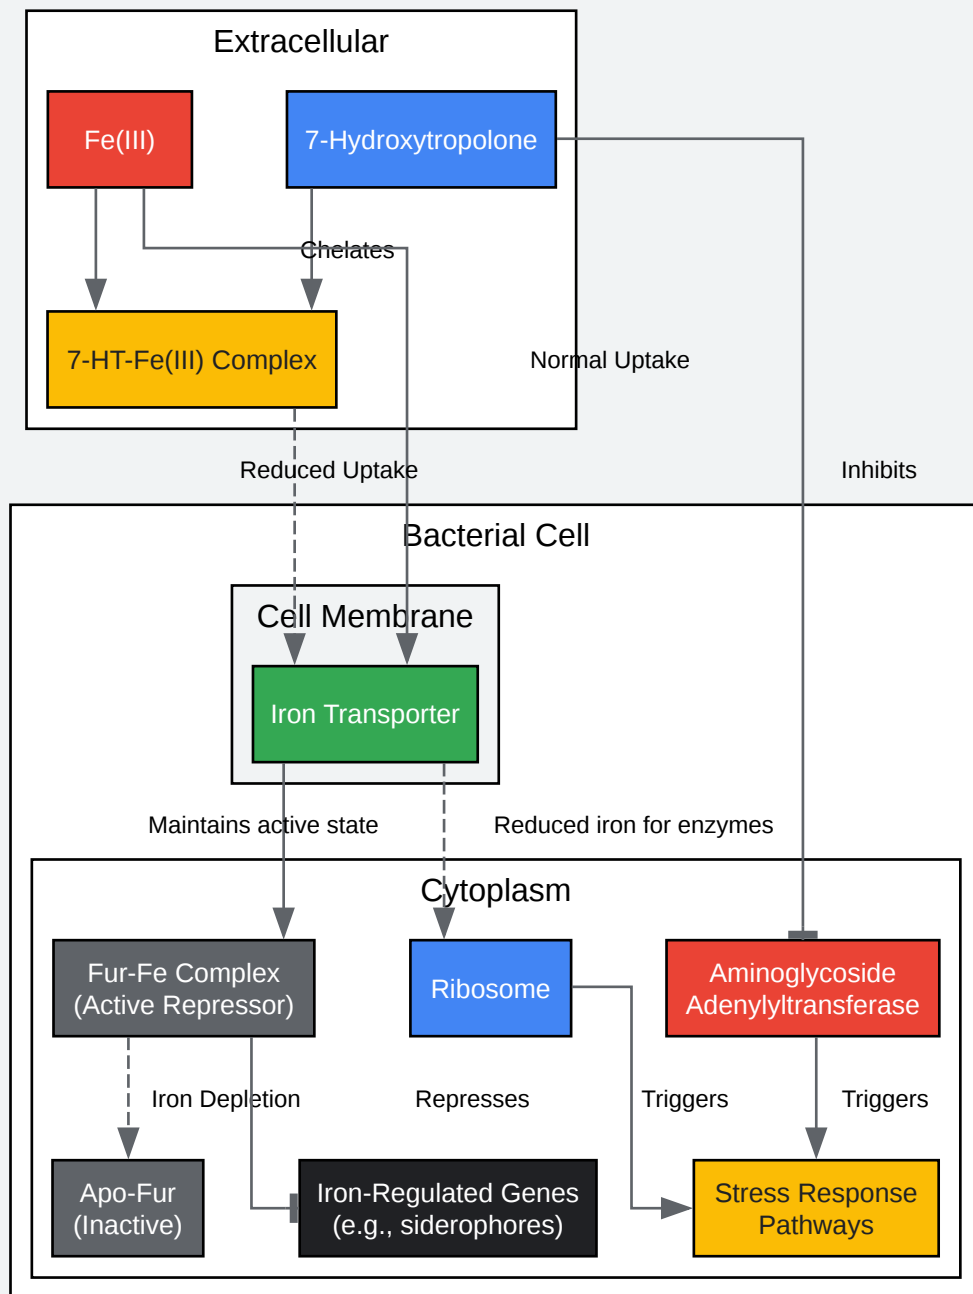 Extracellular
Fe(III)
7-Hydroxytropolone
Chelates
7-HT-Fe(III) Complex
Normal Uptake
Reduced Uptake
Inhibits
Bacterial Cell
Cell Membrane
Iron Transporter
Maintains active state
Reduced iron for enzymes
Cytoplasm
Fur-Fe Complex
(Active Repressor)
Ribosome
Aminoglycoside
Adenylyltransferase
Iron Depletion
Represses
Triggers
Triggers
Apo-Fur
(Inactive)
Iron-Regulated Genes
(e.g., siderophores)
Stress Response
Pathways